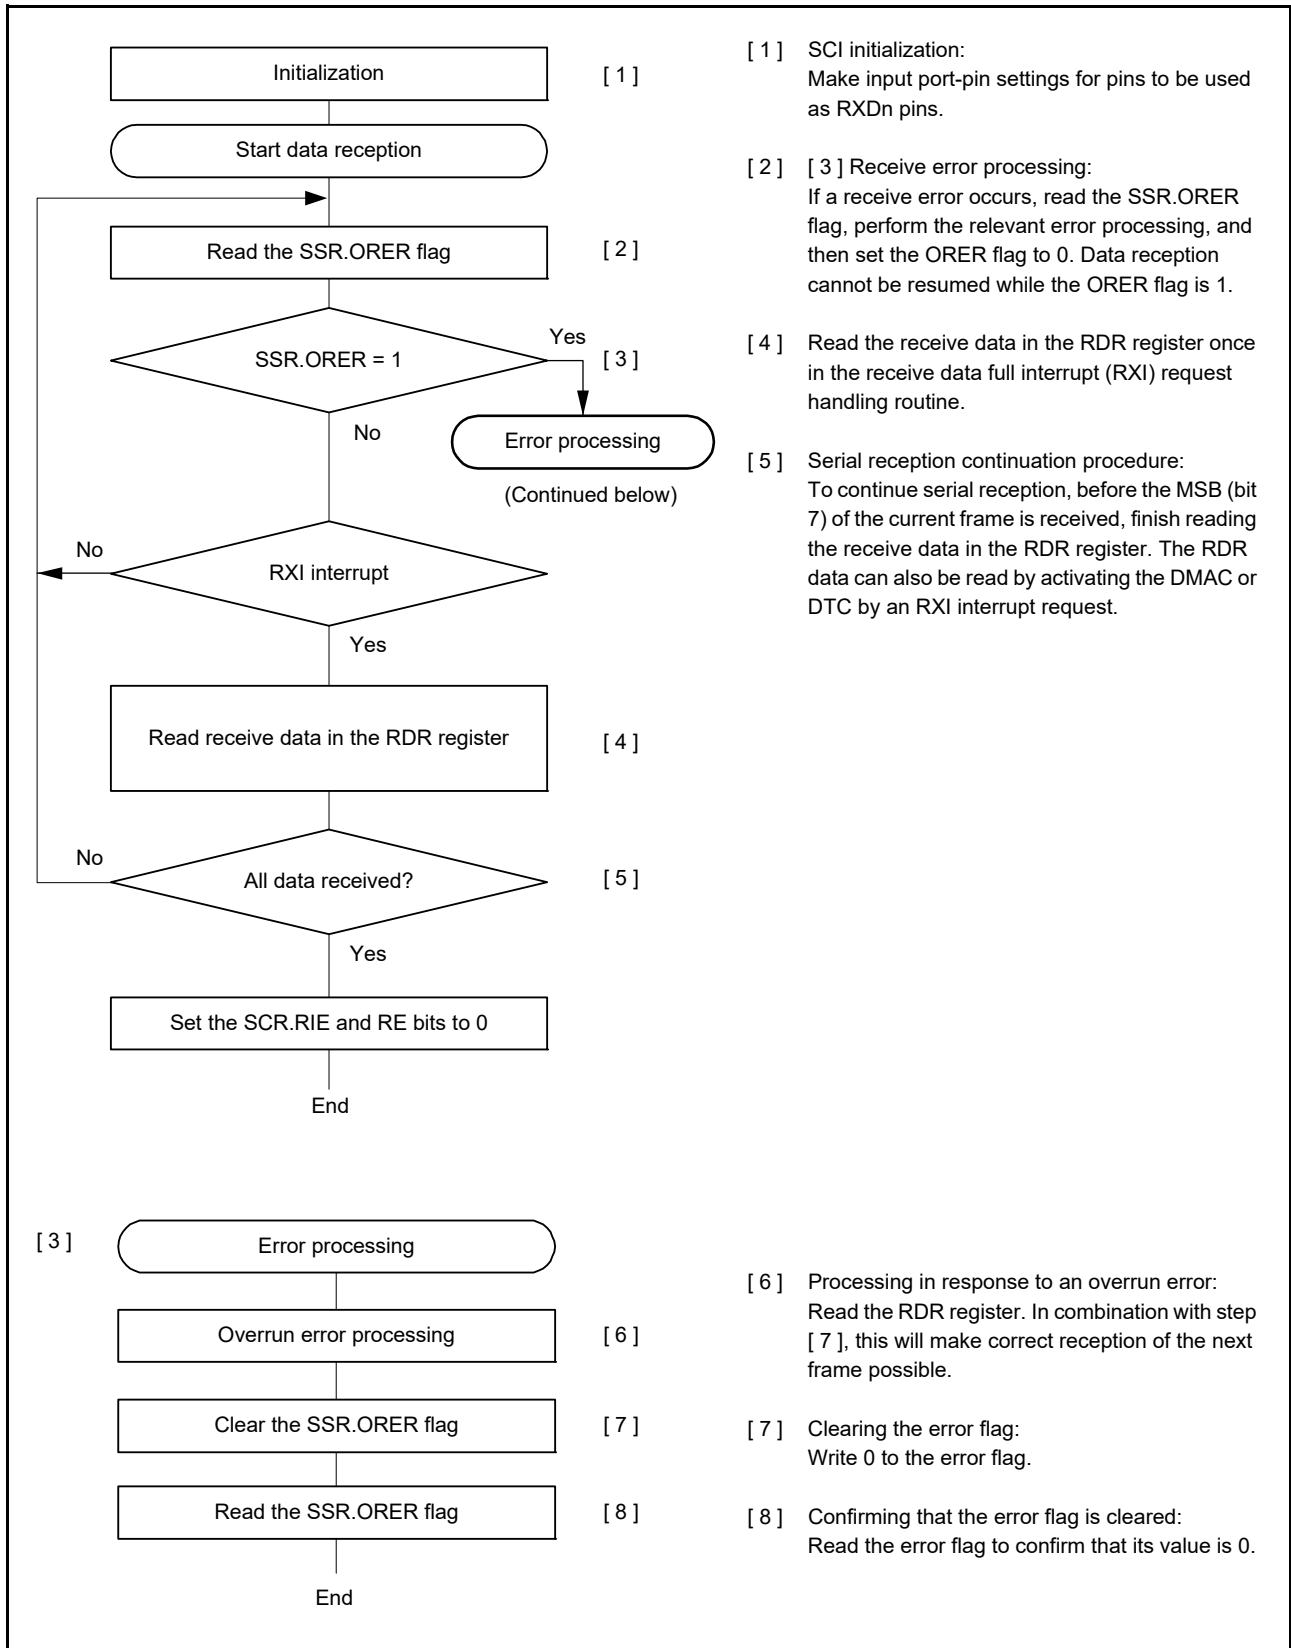 Initialization
[ 1 ]
Start data reception
Read the SSR.ORER flag
[ 2 ]
SSR.ORER = 1
Yes
[ 3 ]
No
Error processing
(Continued below)
No
RXI interrupt
Yes
Read receive data in the RDR register
[ 4 ]
No
All data received?
[ 5 ]
Yes
Set the SCR.RIE and RE bits to 0
End
[ 1 ] SCI initialization:
Make input port-pin settings for pins to be used
as RXDn pins.
[ 2 ] [ 3 ] Receive error processing:
If a receive error occurs, read the SSR.ORER
flag, perform the relevant error processing, and
then set the ORER flag to 0. Data reception
cannot be resumed while the ORER flag is 1.
[ 4 ] Read the receive data in the RDR register once
in the receive data full interrupt (RXI) request
handling routine.
[ 5 ] Serial reception continuation procedure:
To continue serial reception, before the MSB (bit
7) of the current frame is received, finish reading
the receive data in the RDR register. The RDR
data can also be read by activating the DMAC or
DTC by an RXI interrupt request.
[ 3 ]
Error processing
Overrun error processing
[ 6 ]
Clear the SSR.ORER flag
[ 7 ]
Read the SSR.ORER flag
[ 8 ]
End
[ 6 ] Processing in response to an overrun error:
Read the RDR register. In combination with step
[ 7 ], this will make correct reception of the next
frame possible.
[ 7 ] Clearing the error flag:
Write 0 to the error flag.
[ 8 ] Confirming that the error flag is cleared:
Read the error flag to confirm that its value is 0.